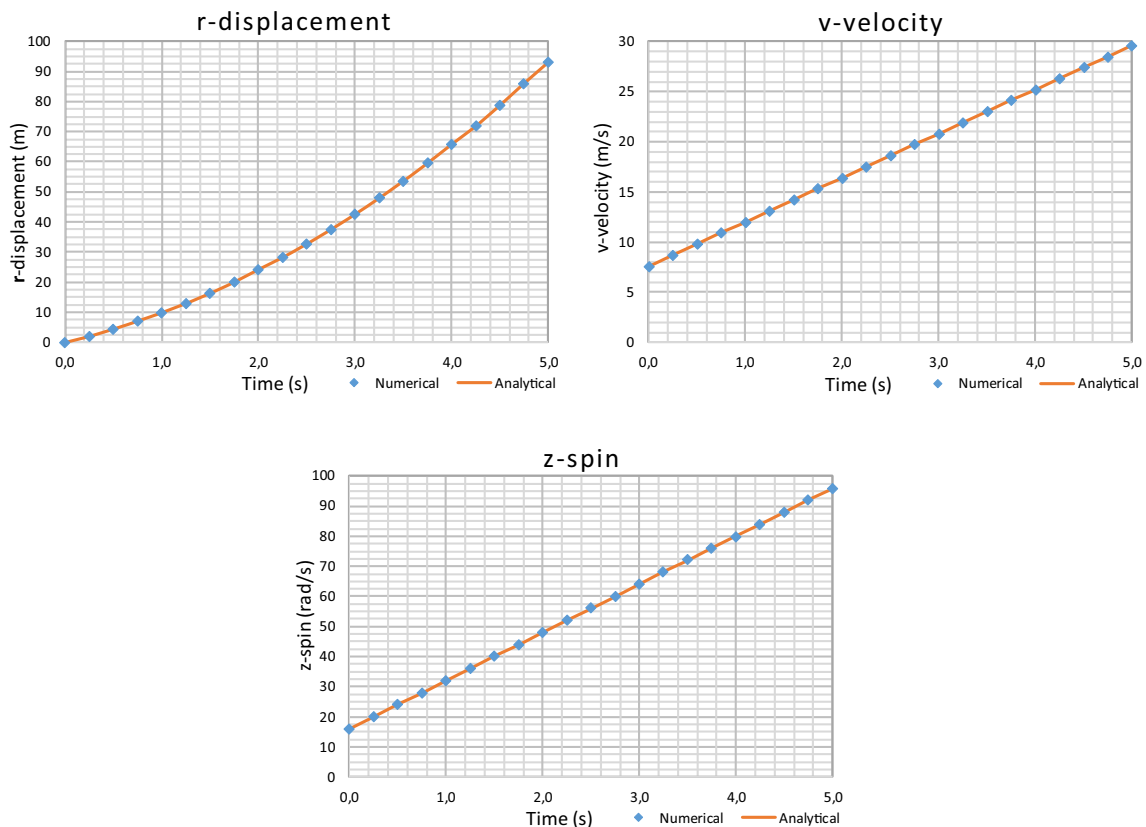 r-displacement
100
90
80
70
60
50
40
30
20
10
0
r-displacement (m)
0,0 1,0 2,0 3,0 4,0 5,0
Time (s)
Numerical Analytical
v-velocity
30
25
20
15
10
5
0
v-velocity (m/s)
0,0 1,0 2,0 3,0 4,0 5,0
Time (s)
Numerical Analytical
z-spin
100
90
80
70
60
50
40
30
20
10
0
z-spin (rad/s)
0,0 1,0 2,0 3,0 4,0 5,0
Time (s)
Numerical Analytical